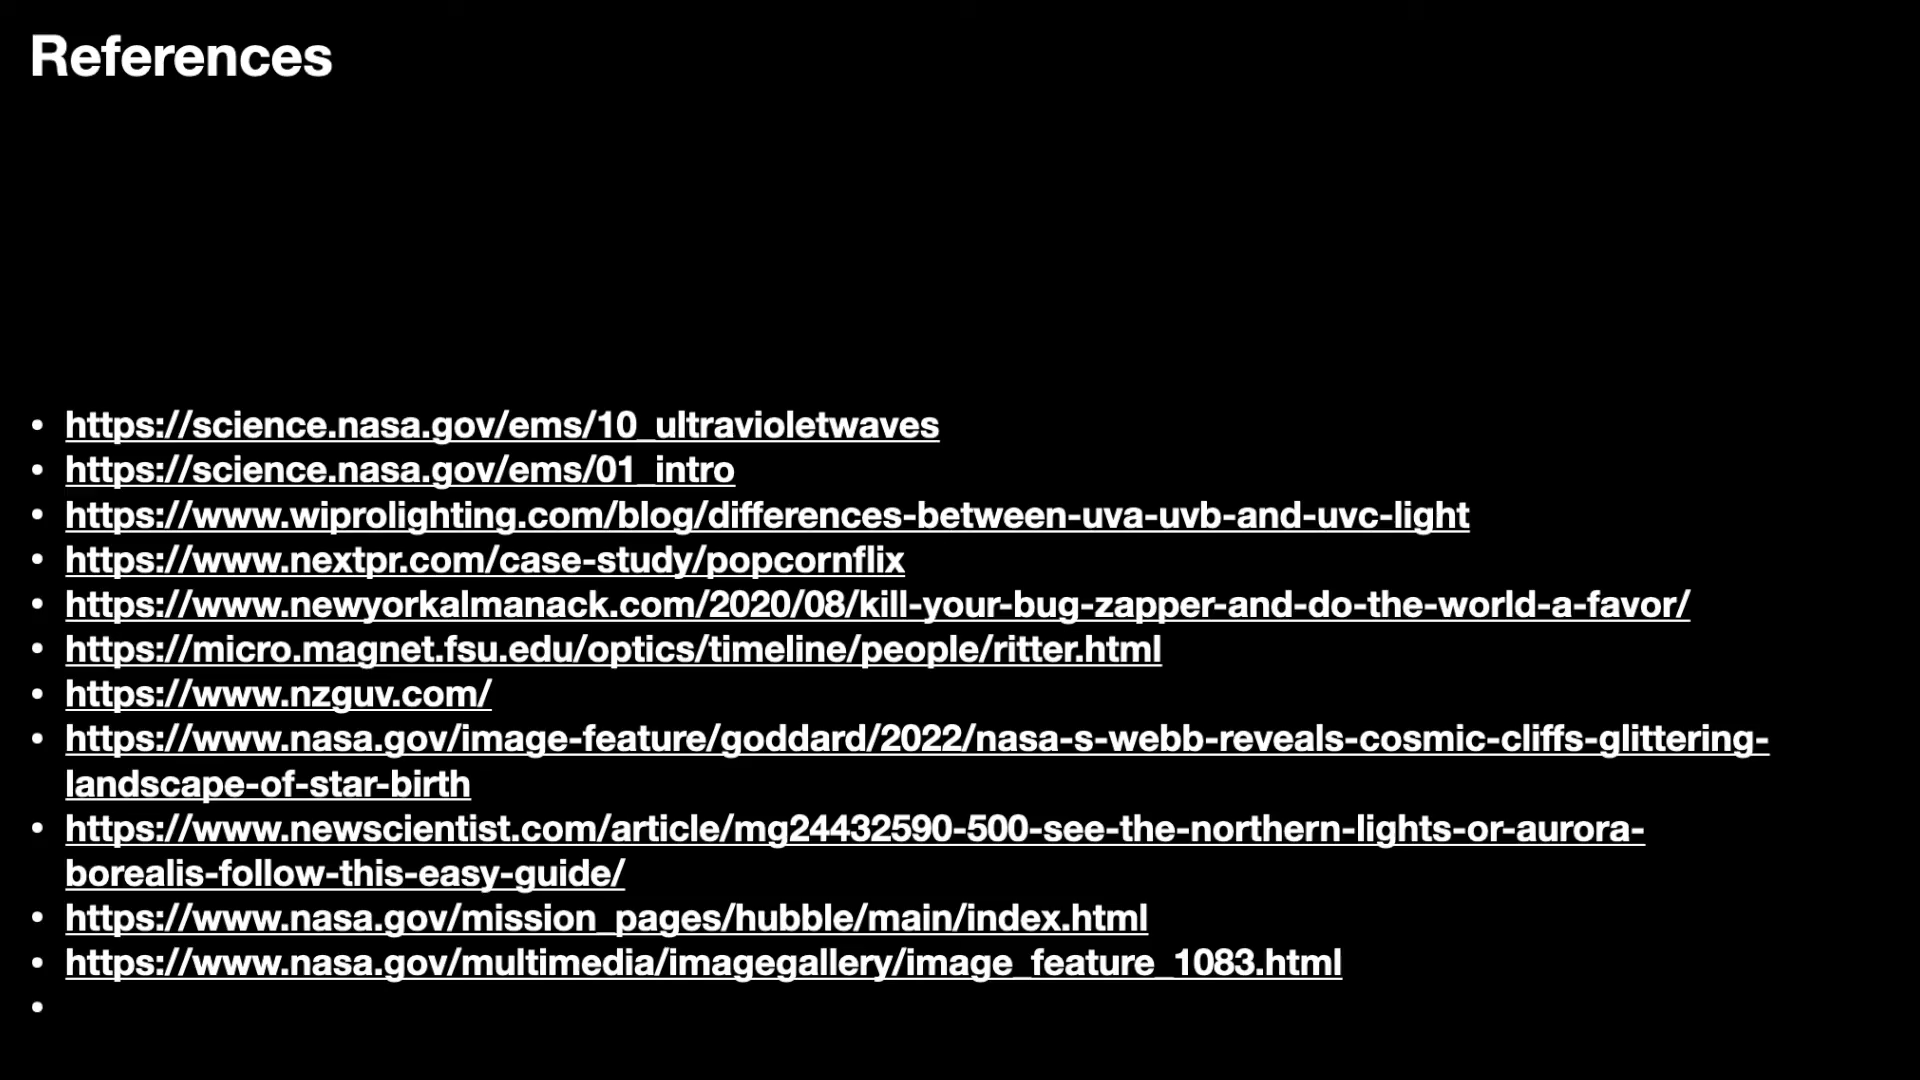 References
• https://science.nasa.gov/ems/10_ultravioletwaves
• https://science.nasa.gov/ems/01_intro
• https://www.wiprolighting.com/blog/differences-between-uva-uvb-and-uvc-light
• https://www.nextpr.com/case-study/popcornflix
• https://www.newyorkalmanack.com/2020/08/kill-your-bug-zapper-and-do-the-world-a-favor/
• https://micro.magnet.fsu.edu/optics/timeline/people/ritter.html
• https://www.nzguv.com/
• https://www.nasa.gov/image-feature/goddard/2022/nasa-s-webb-reveals-cosmic-cliffs-glittering-
landscape-of-star-birth
• https://www.newscientist.com/article/mg24432590-500-see-the-northern-lights-or-aurora-
borealis-follow-this-easy-guide/
• https://www.nasa.gov/mission_pages/hubble/main/index.html
• https://www.nasa.gov/multimedia/imagegallery/image_feature_1083.html
•